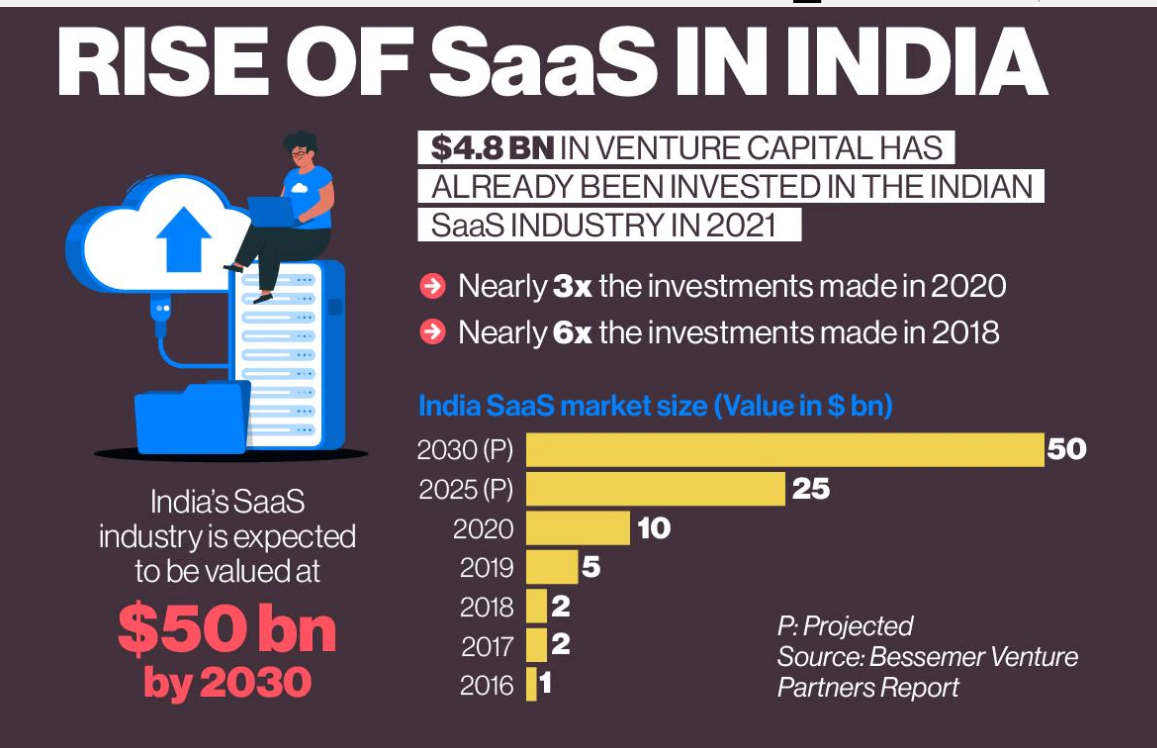 RISE OF SaaS IN INDIA
$4.8 BN IN VENTURE CAPITAL HAS
ALREADY BEEN INVESTED IN THE INDIAN
SaaS INDUSTRY IN 2021
Nearly 3x the investments made in 2020
Nearly 6x the investments made in 2018
India SaaS market size (Value in $ bn)
2030 (P) 50
2025 (P) 25
2020 10
2019 5
2018 2
2017 2
2016 1
India's SaaS
industry is expected
to be valued at
$50 bn
by 2030
P: Projected
Source: Bessemer Venture
Partners Report